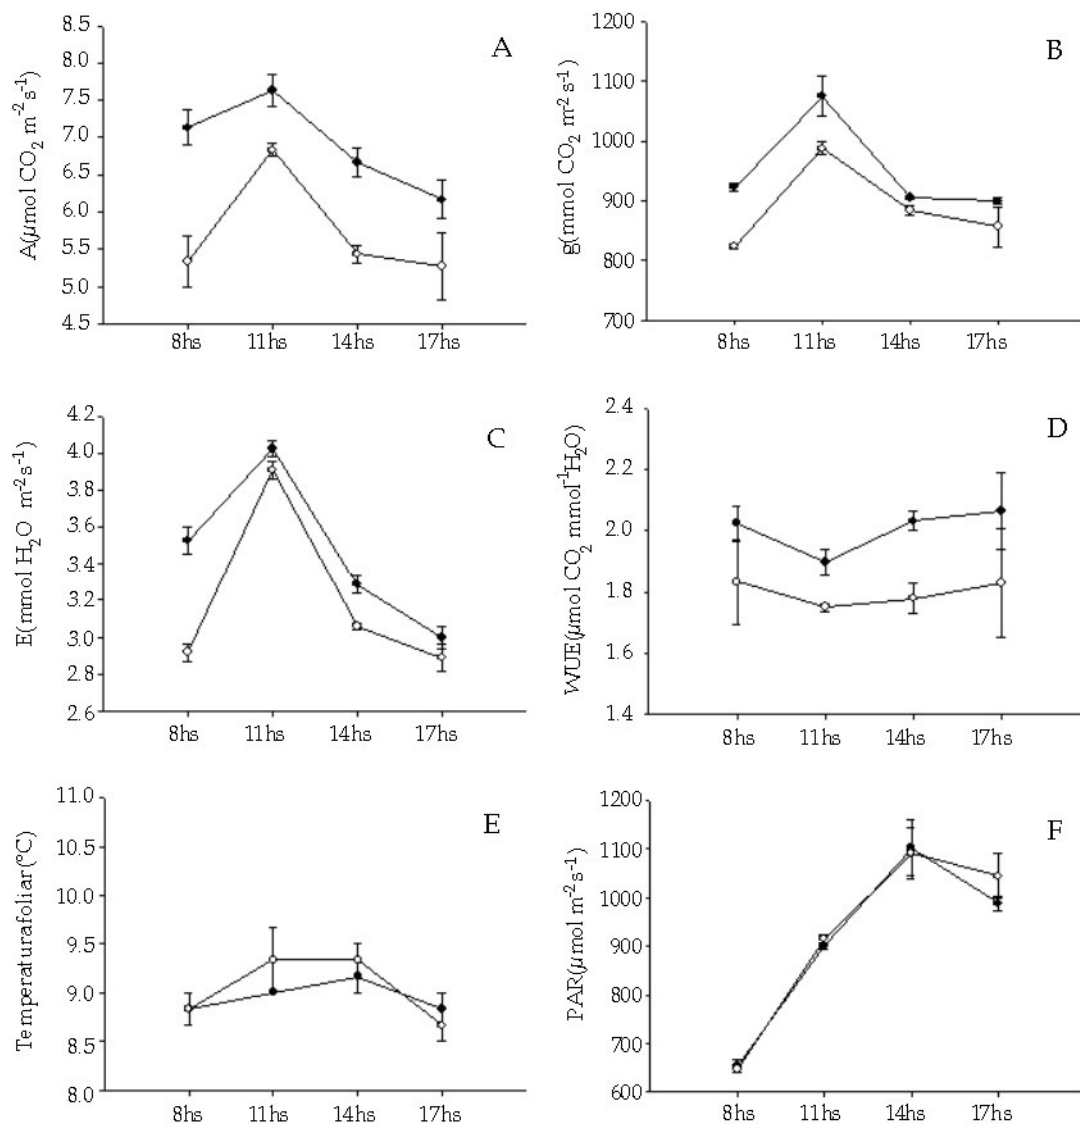 A
A(µmol CO₂ m⁻² s⁻¹)
8.5
8.0
7.5
7.0
6.5
6.0
5.5
5.0
4.5
8hs 11hs 14hs 17hs
B
g(mmol CO₂ m⁻² s⁻¹)
1200
1100
1000
900
800
700
8hs 11hs 14hs 17hs
C
E(mmol H₂O m⁻²s⁻¹)
4.2
4.0
3.8
3.6
3.4
3.2
3.0
2.8
2.6
8hs 11hs 14hs 17hs
D
WUE(µmol CO₂ mmol⁻¹H₂O)
2.4
2.2
2.0
1.8
1.6
1.4
8hs 11hs 14hs 17hs
E
Temperaturafoliar(°C)
11.0
10.5
10.0
9.5
9.0
8.5
8.0
8hs 11hs 14hs 17hs
F
PAR(µmol m⁻²s⁻¹)
1200
1100
1000
900
800
700
600
8hs 11hs 14hs 17hs